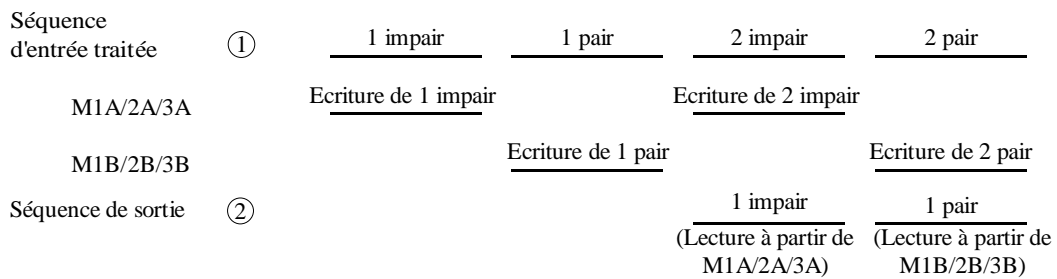 Séquence
d'entrée traitée ① 1 impair 1 pair 2 impair 2 pair
M1A/2A/3A Ecriture de 1 impair Ecriture de 2 impair
M1B/2B/3B Ecriture de 1 pair Ecriture de 2 pair
Séquence de sortie ② 1 impair 1 pair
(Lecture à partir de (Lecture à partir de
M1A/2A/3A) M1B/2B/3B)